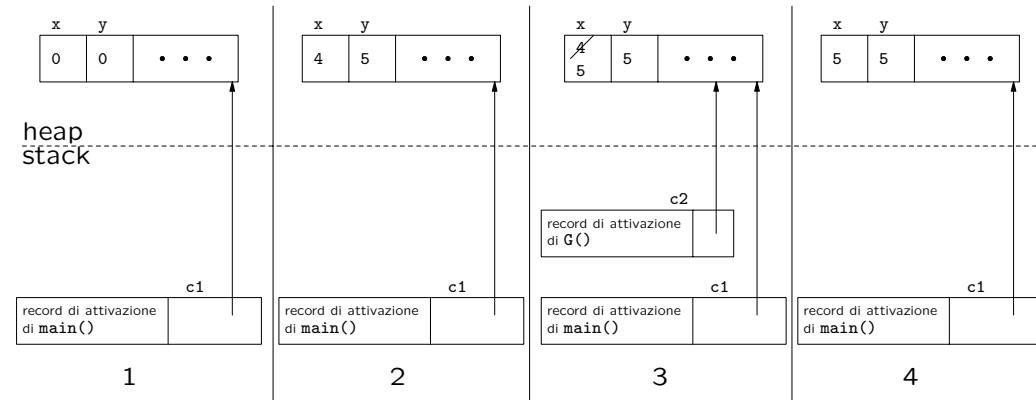 x y
0 0
x y
4 5
x y
4 5
5
x y
5 5
heap
stack
c2
record di attivazione
di G()
c1
record di attivazione
di main()
c1
record di attivazione
di main()
c1
record di attivazione
di main()
c1
record di attivazione
di main()
1
2
3
4